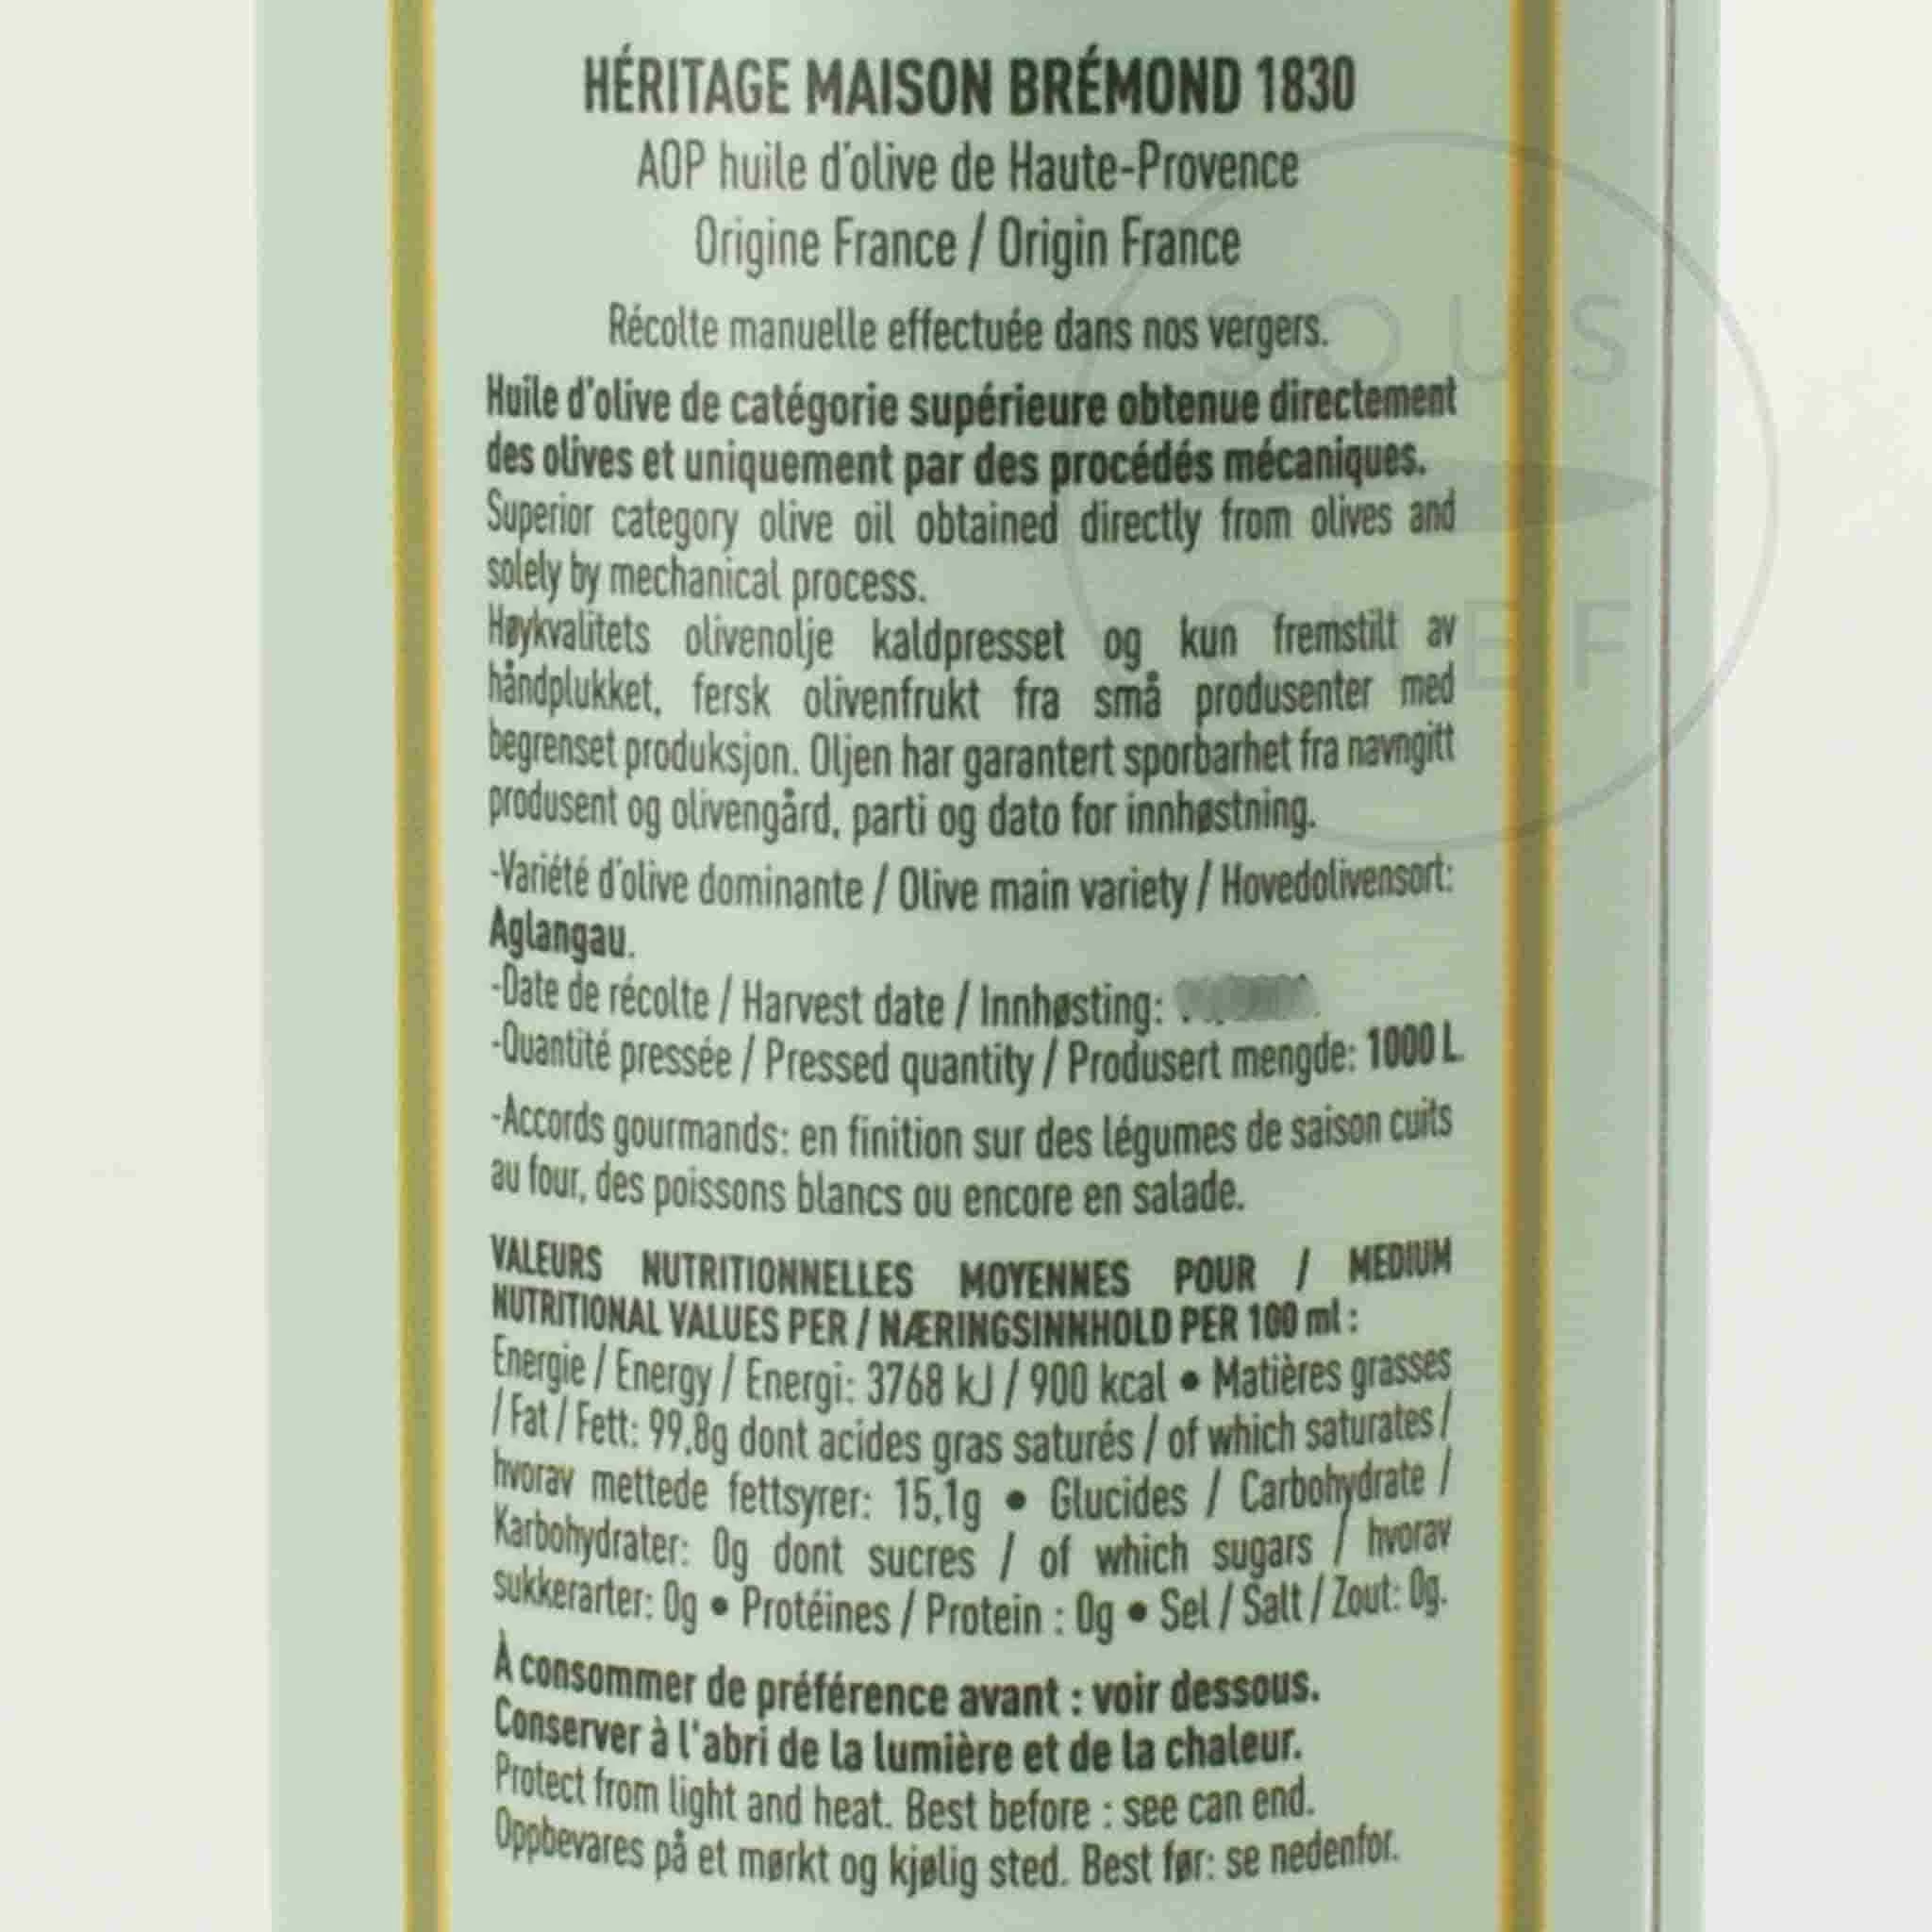 HÉRITAGE MAISON BRÉMOND 1830
AOP huile d'olive de Haute-Provence
Origine France / Origin France
Récolte manuelle effectuée dans nos vergers.
Huile d'olive de catégorie supérieure obtenue directement
des olives et uniquement par des procédés mécaniques.
Superior category olive oil obtained directly from olives and
solely by mechanical process.
Høykvalitets olivenolje kaldpresset og kun fremstilt av
håndplukket, fersk olivenfrukt fra små produsenter med
begrenset produksjon. Oljen har garantert sporbarhet fra navngitt
produsent og olivengård, parti og dato for innhøstning.
-Variété d'olive dominante / Olive main variety / Hovedolivensort:
Aglangau.
-Date de récolte / Harvest date / Innhøsting:
-Quantité pressée / Pressed quantity / Produsert mengde: 1000 L
-Accords gourmands: en finition sur des légumes de saison cuits
au four, des poissons blancs ou encore en salade.
VALEURS NUTRITIONNELLES MOYENNES POUR / MEDIUM
NUTRITIONAL VALUES PER / NÆRINGSINNHOLD PER 100 ml :
Energie / Energy / Energi: 3768 kJ / 900 kcal • Matières grasses
/ Fat / Fett: 99,8g dont acides gras saturés / of which saturates /
hvorav mettede fettsyrer: 15,1g • Glucides / Carbohydrate /
Karbohydrater: 0g dont sucres / of which sugars / hvorav
sukkerarter: 0g • Protéines / Protein : 0g • Sel / Salt / Zout: 0g.
À consommer de préférence avant : voir dessous.
Conserver à l'abri de la lumière et de la chaleur.
Protect from light and heat. Best before : see can end.
Oppbevares på et mørkt og kjølig sted. Best før: se nedenfor.
SOUS
CHEF